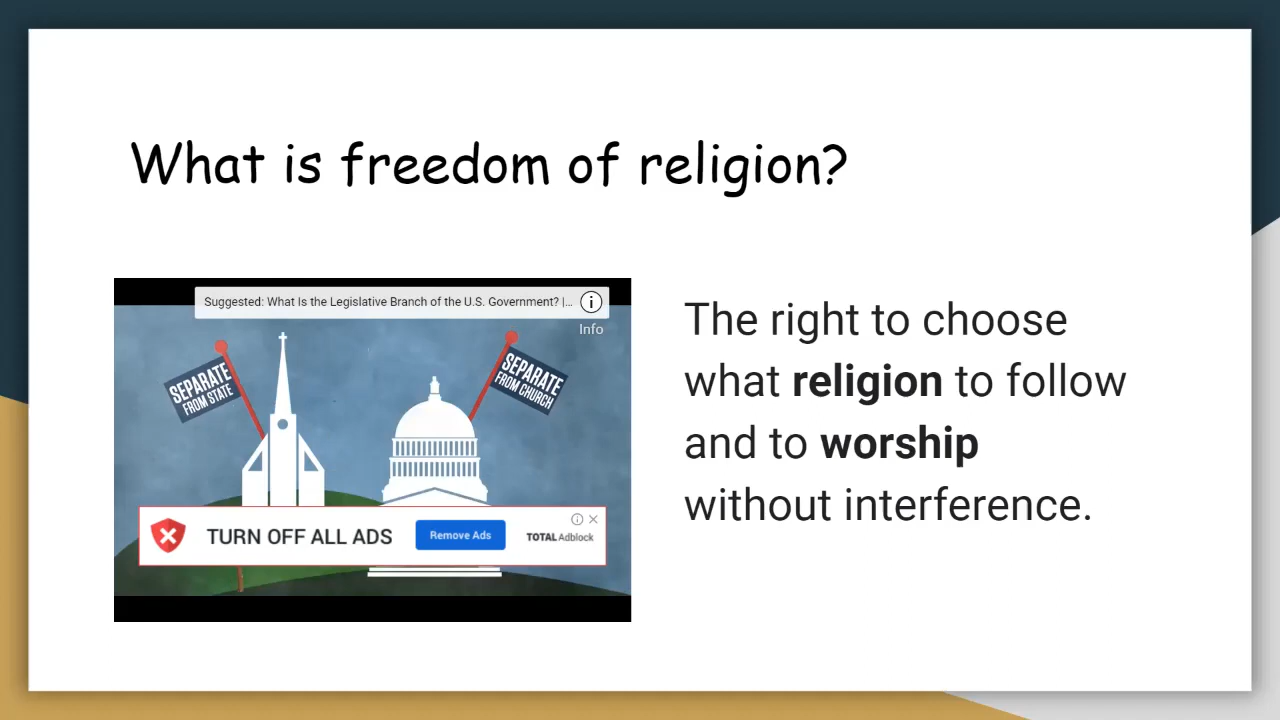 What is freedom of religion?
Suggested: What Is the Legislative Branch of the U.S. Government? |...
Info
SEPARATE
FROM STATE
SEPARATE
FROM CHURCH
TURN OFF ALL ADS
Remove Ads
TOTAL Adblock
The right to choose
what religion to follow
and to worship
without interference.